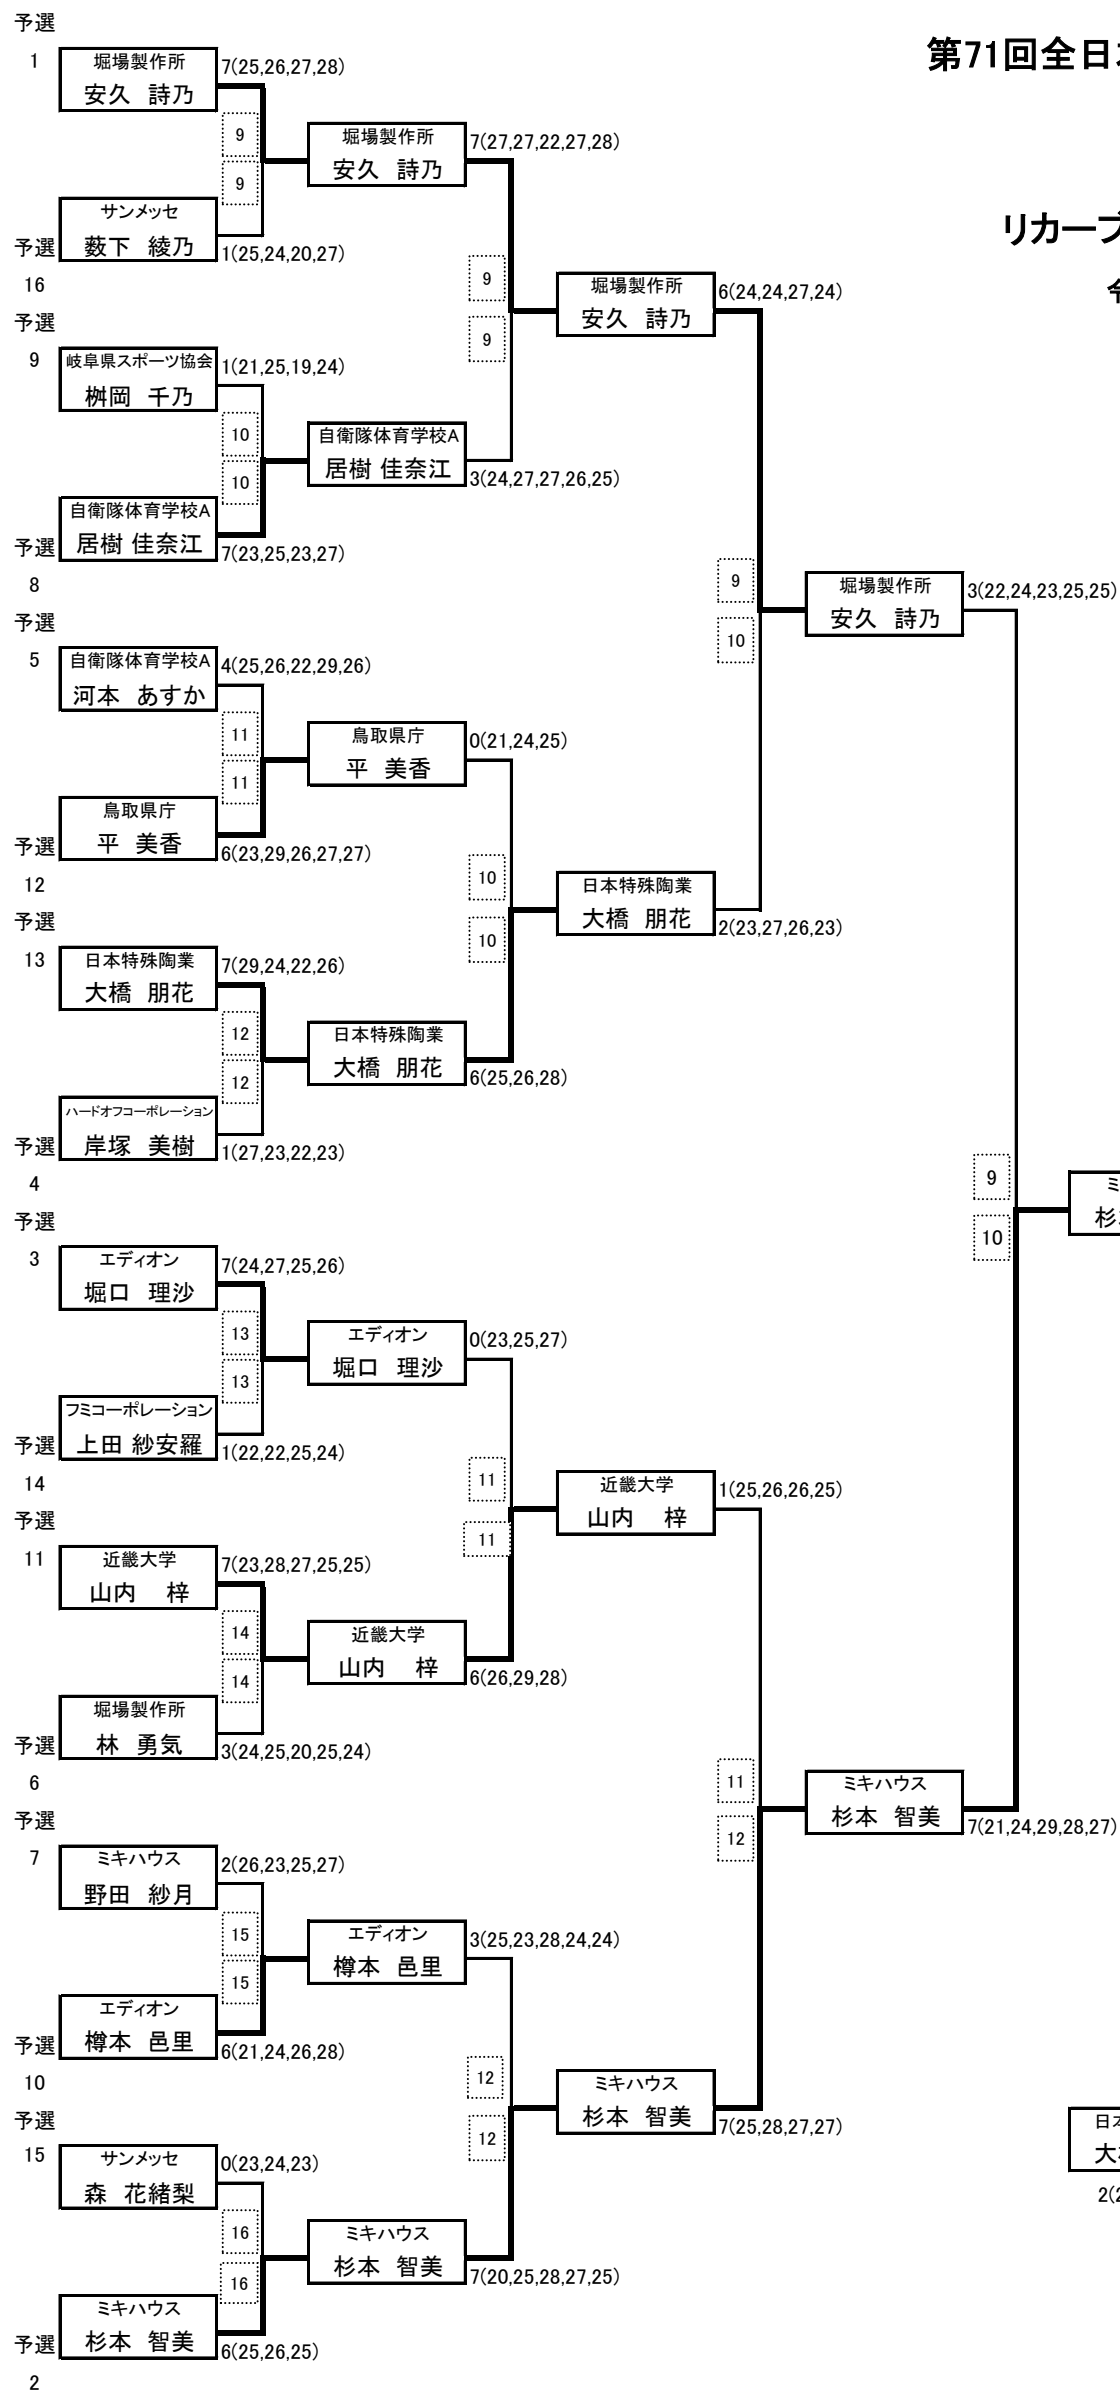 予選
1
堀場製作所
安久 詩乃
7(25,26,27,28)
9
9
サンメッセ
薮下 綾乃
1(25,24,20,27)
予選
16
予選
9
岐阜県スポーツ協会
桝岡 千乃
1(21,25,19,24)
10
10
自衛隊体育学校A
居樹 佳奈江
7(23,25,23,27)
予選
8
予選
5
自衛隊体育学校A
河本 あすか
4(25,26,22,29,26)
11
11
鳥取県庁
平 美香
6(23,29,26,27,27)
予選
12
予選
13
日本特殊陶業
大橋 朋花
7(29,24,22,26)
12
12
ハードオフコーポレーション
岸塚 美樹
1(27,23,22,23)
予選
4
予選
3
エディオン
堀口 理沙
7(24,27,25,26)
13
13
フミコーポレーション
上田 紗安羅
1(22,22,25,24)
予選
14
予選
11
近畿大学
山内 梓
7(23,28,27,25,25)
14
14
堀場製作所
林 勇気
3(24,25,20,25,24)
予選
6
予選
7
ミキハウス
野田 紗月
2(26,23,25,27)
15
15
エディオン
樽本 邑里
6(21,24,26,28)
予選
10
予選
15
サンメッセ
森 花緒梨
0(23,24,23)
16
16
ミキハウス
杉本 智美
6(25,26,25)
予選
2
堀場製作所
安久 詩乃
7(27,27,22,27,28)
9
9
自衛隊体育学校A
居樹 佳奈江
3(24,27,27,26,25)
鳥取県庁
平 美香
0(21,24,25)
10
10
日本特殊陶業
大橋 朋花
6(25,26,28)
エディオン
堀口 理沙
0(23,25,27)
11
11
近畿大学
山内 梓
6(26,29,28)
エディオン
樽本 邑里
3(25,23,28,24,24)
12
12
ミキハウス
杉本 智美
7(20,25,28,27,25)
堀場製作所
安久 詩乃
6(24,24,27,24)
9
10
日本特殊陶業
大橋 朋花
2(23,27,26,23)
近畿大学
山内 梓
1(25,26,26,25)
11
12
ミキハウス
杉本 智美
7(25,28,27,27)
堀場製作所
安久 詩乃
3(22,24,23,25,25)
9
10
ミキハウス
杉本 智美
7(21,24,29,28,27)
第71回全日
リカーブ
ミ
杉
日
大
2(2